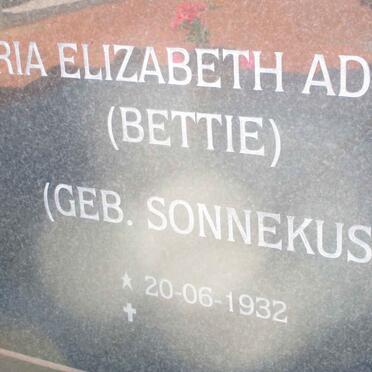 RIA ELIZABETH AD
(BETTIE)
(GEB. SONNEKUS
★ 20-06-1932
✝